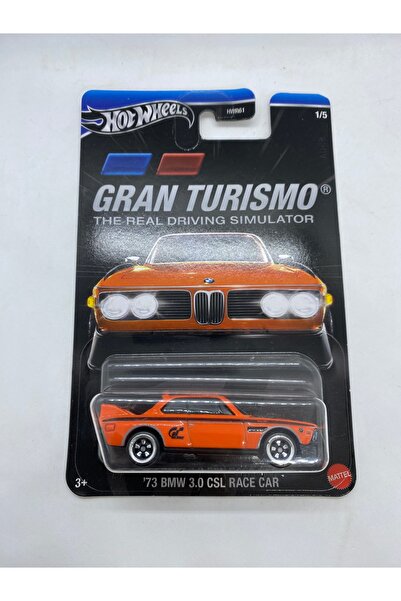 HOT WHEELS
HWR61
1/5
GRAN TURISMO®
THE REAL DRIVING SIMULATOR
3+
'73 BMW 3.0 CSL RACE CAR
MATTEL